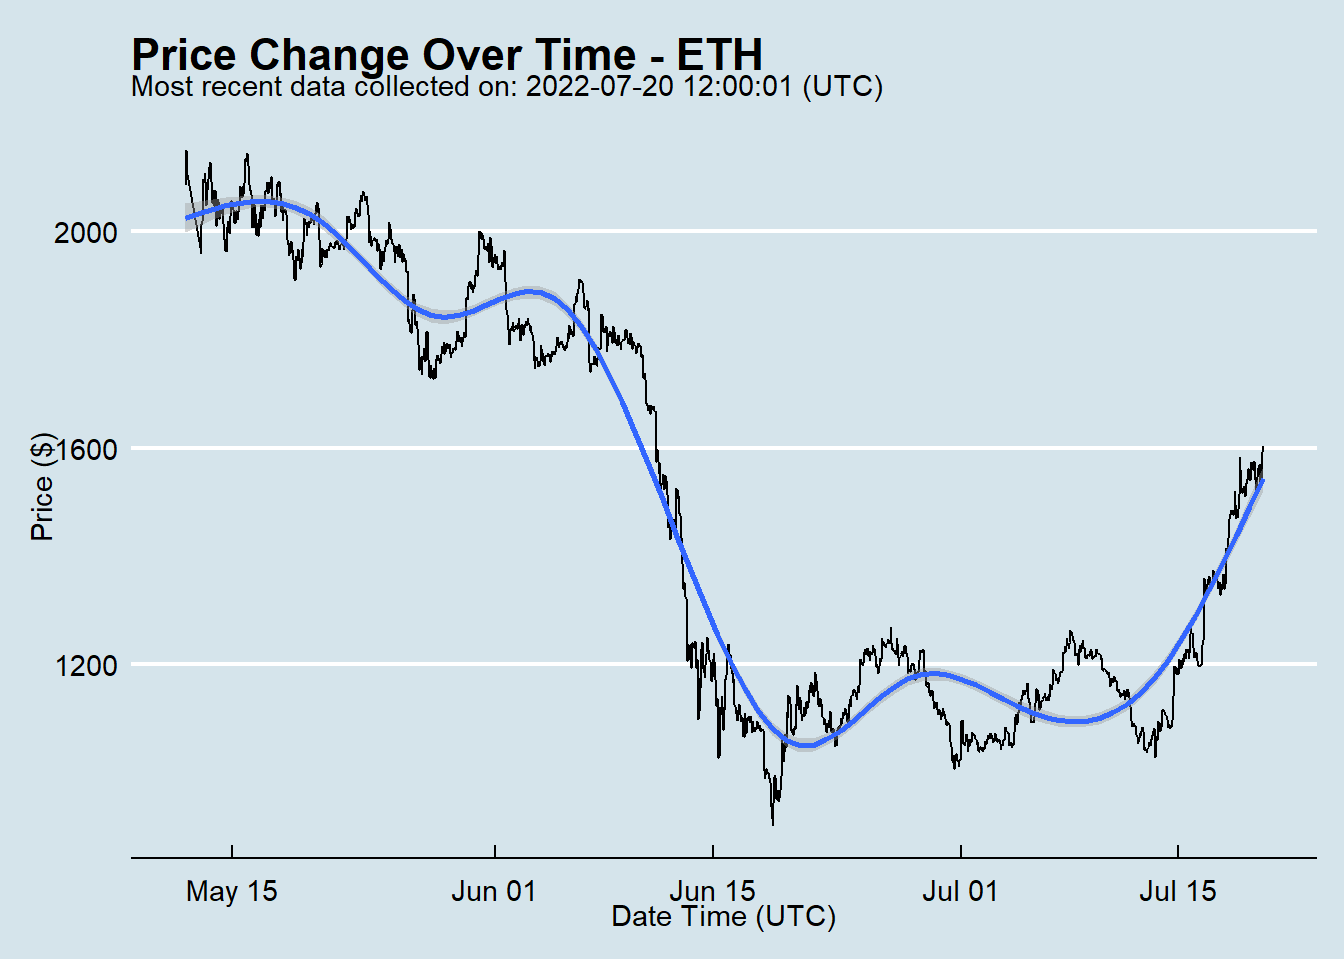 Price Change Over Time - ETH
Most recent data collected on: 2022-07-20 12:00:01 (UTC)
2000
1600
1200
Price ($)
May 15
Jun 01
Jun 15
Jul 01
Jul 15
Date Time (UTC)